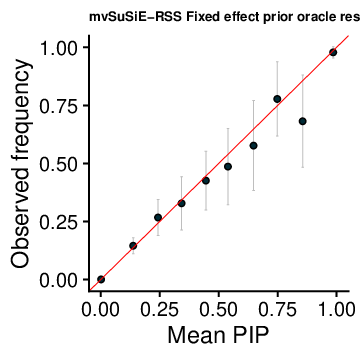 mvSuSiE−RSS Fixed effect prior oracle res
1.00
0.75
0.50
0.25
0.00
Observed frequency
0.00 0.25 0.50 0.75 1.00
Mean PIP